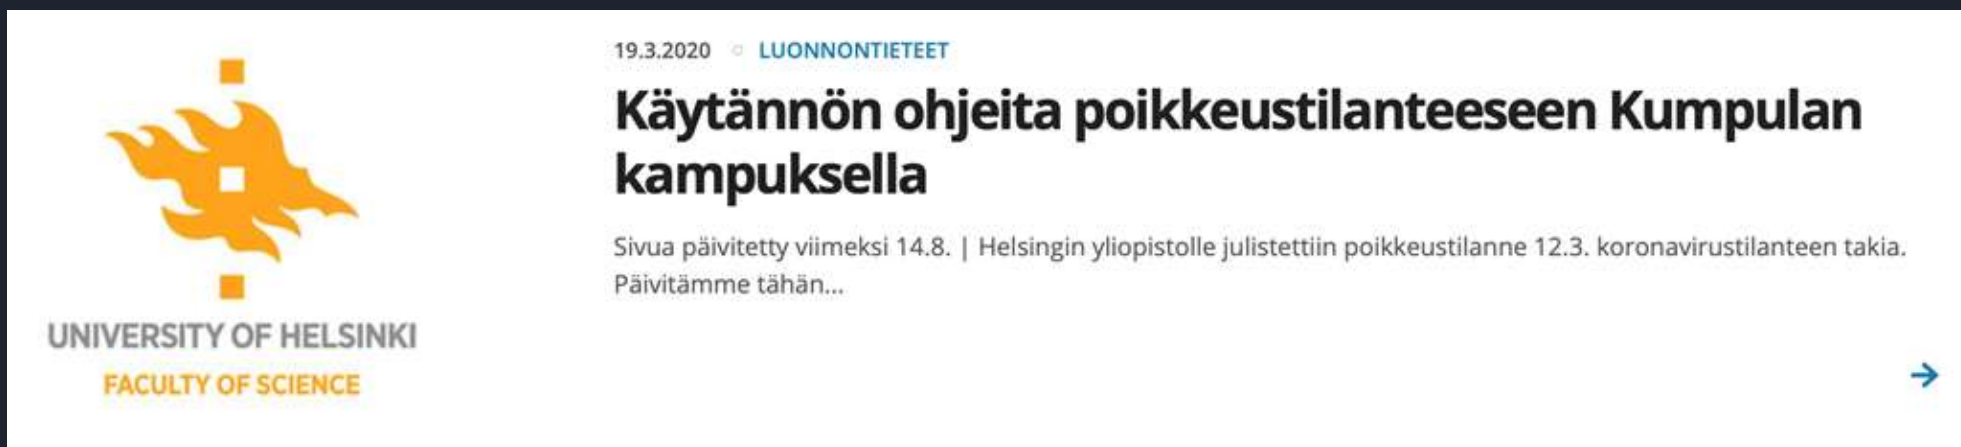 UNIVERSITY OF HELSINKI
FACULTY OF SCIENCE
19.3.2020 ○ LUONNONTIETEET
Käytännön ohjeita poikkeustilanteeseen Kumpulan
kampuksella
Sivua päivitetty viimeksi 14.8. | Helsingin yliopistolle julistettiin poikkeustilanne 12.3. koronavirustilanteen takia.
Päivitämme tähän...